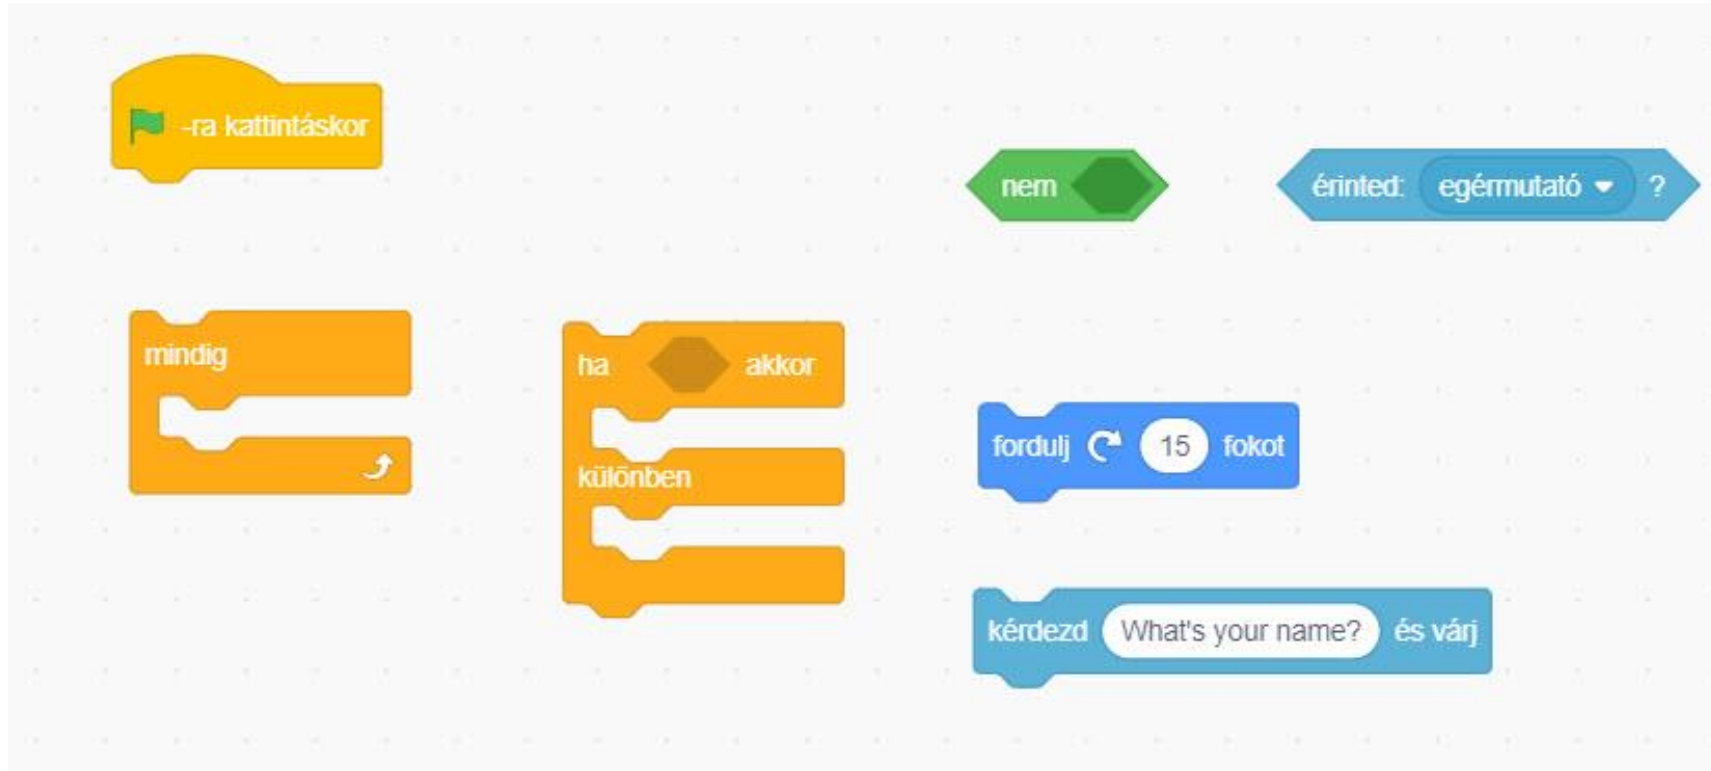 -ra kattintáskor
nem
érinted: egérmutató ?
mindig
ha akkor
különben
fordulj 15 fokot
kérdezd What's your name? és várj